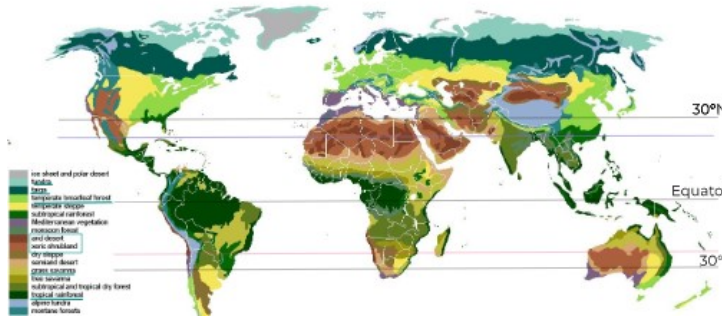 30°N
Equato
30°
ice sheet and polar desert
tundra
taiga
temperate broadleaf forest
temperate steppe
subtropical rainforest
Mediterranean vegetation
monsoon forest
arid desert
xeric shrubland
dry steppe
semiarid desert
grass savanna
tree savanna
subtropical and tropical dry forest
tropical rainforest
alpine tundra
montane forests